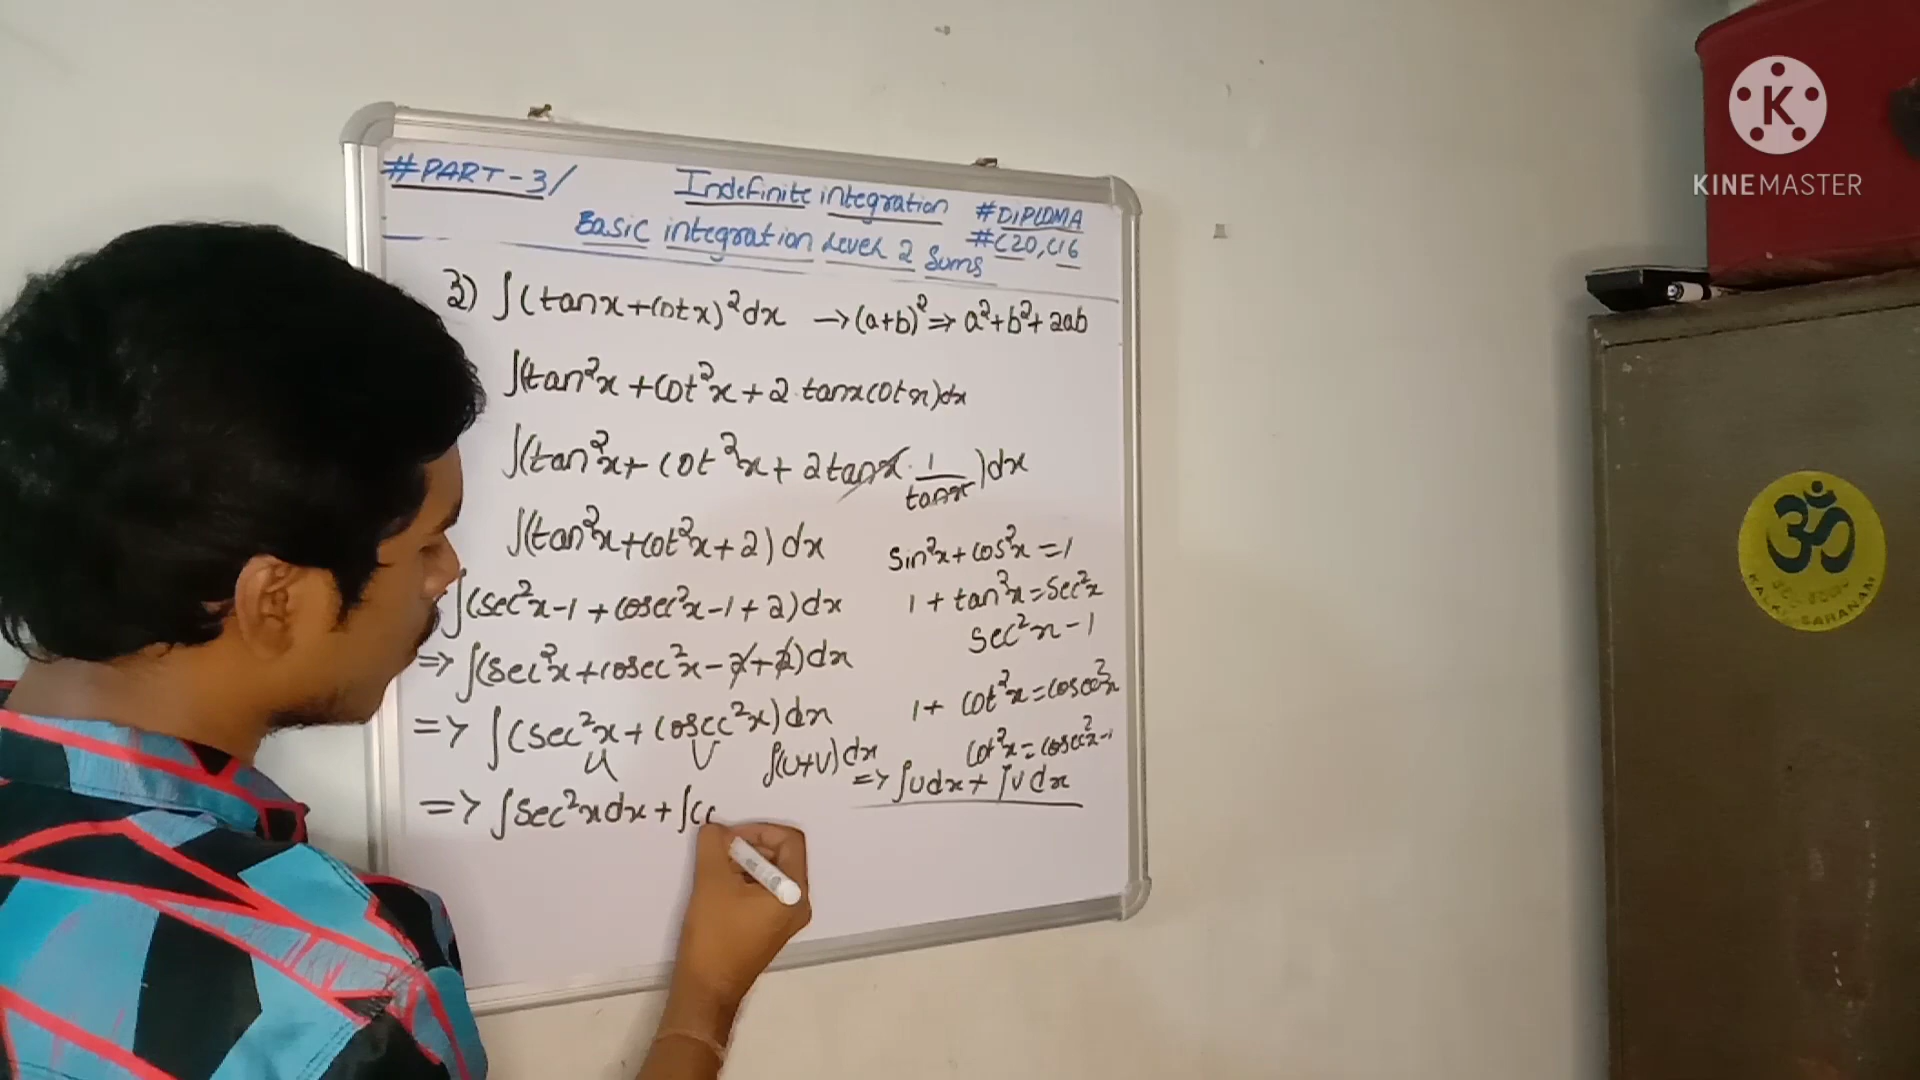 #PART-3/
Indefinite integration
#DIPLOMA
Basic integration Level 2 Sums
#C20, C16
3) ∫(tanx+cotx)²dx → (a+b)² ⇒ a²+b²+2ab
∫(tan²x+cot²x+2.tanxcotx)dx
∫(tan²x+cot²x+2tanx.1/tanx)dx
∫(tan²x+cot²x+2)dx
∫(sec²x-1+cosec²x-1+2)dx
=> ∫(sec²x+cosec²x-2+2)dx
=> ∫(sec²x+cosec²x)dx
U V
=> ∫sec²xdx+∫co
sin²x+cos²x=1
1+tan²x=sec²x
sec²x-1
1+cot²x=cosec²x
cot²x=cosec²x-1
∫(U+V)dx
=> ∫Udx+∫Vdx
K
KINEMASTER
ॐ
KALKI